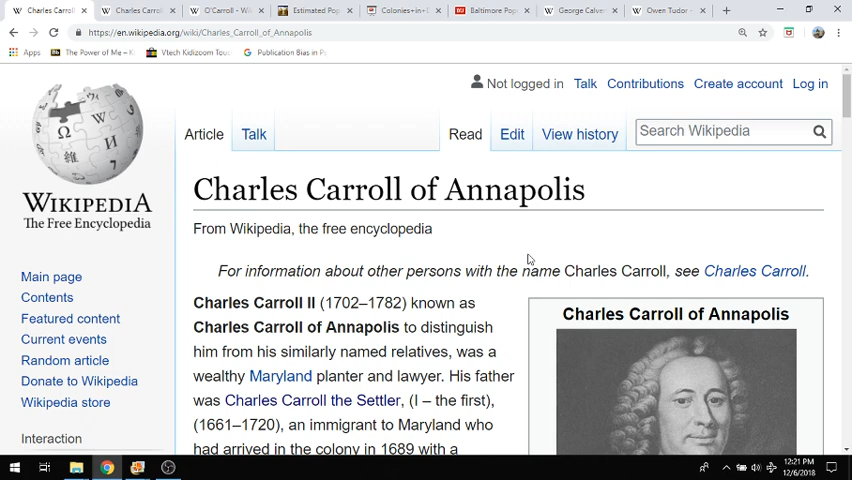 Charles Carroll
Charles Carroll
O'Carroll - Wik
Estimated Pop
Colonies+in+
Baltimore Pop
George Calver
Owen Tudor -
https://en.wikipedia.org/wiki/Charles_Carroll_of_Annapolis
Apps
The Power of Me – K
Vtech Kidizoom Tou
Publication Bias in P
Not logged in Talk Contributions Create account Log in
Article Talk Read Edit View history Search Wikipedia
WIKIPEDIA
The Free Encyclopedia
Main page
Contents
Featured content
Current events
Random article
Donate to Wikipedia
Wikipedia store
Interaction
Charles Carroll of Annapolis
From Wikipedia, the free encyclopedia
For information about other persons with the name Charles Carroll, see Charles Carroll.
Charles Carroll II (1702–1782) known as
Charles Carroll of Annapolis to distinguish
him from his similarly named relatives, was a
wealthy Maryland planter and lawyer. His father
was Charles Carroll the Settler, (I – the first),
(1661–1720), an immigrant to Maryland who
had arrived in the colony in 1689 with a
Charles Carroll of Annapolis
12:21 PM
12/6/2018